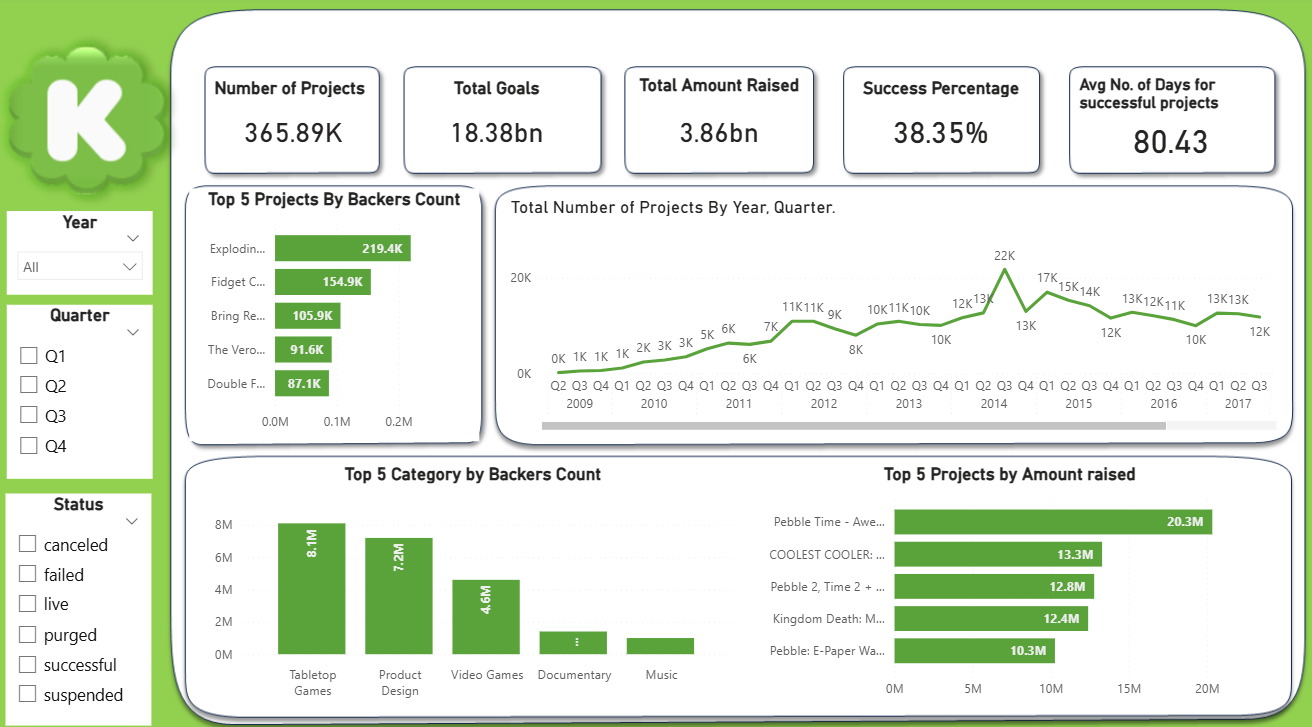 K
Number of Projects
365.89K
Total Goals
18.38bn
Total Amount Raised
3.86bn
Success Percentage
38.35%
Avg No. of Days for
successful projects
80.43
Year
All
Quarter
Q1
Q2
Q3
Q4
Status
canceled
failed
live
purged
successful
suspended
Top 5 Projects By Backers Count
Explodin... 219.4K
Fidget C... 154.9K
Bring Re... 105.9K
The Vero... 91.6K
Double F... 87.1K
0.0M 0.1M 0.2M
Total Number of Projects By Year, Quarter.
20K
0K
0K 1K 1K 1K 2K 3K 3K 5K 6K 6K 7K 11K 11K 9K 8K 10K 11K 10K 10K 12K 13K 22K 13K 17K 15K 14K 12K 13K 12K 11K 10K 13K 13K 12K
Q2 Q3 Q4 Q1 Q2 Q3 Q4 Q1 Q2 Q3 Q4 Q1 Q2 Q3 Q4 Q1 Q2 Q3 Q4 Q1 Q2 Q3 Q4 Q1 Q2 Q3 Q4 Q1 Q2 Q3 Q4 Q1 Q2 Q3
2009 2010 2011 2012 2013 2014 2015 2016 2017
Top 5 Category by Backers Count
8M
6M
4M
2M
0M
8.1M 7.2M 4.6M ...
Tabletop Product Video Games Documentary Music
Games Design
Top 5 Projects by Amount raised
Pebble Time - Awe... 20.3M
COOLEST COOLER: ... 13.3M
Pebble 2, Time 2 + ... 12.8M
Kingdom Death: M... 12.4M
Pebble: E-Paper Wa... 10.3M
0M 5M 10M 15M 20M